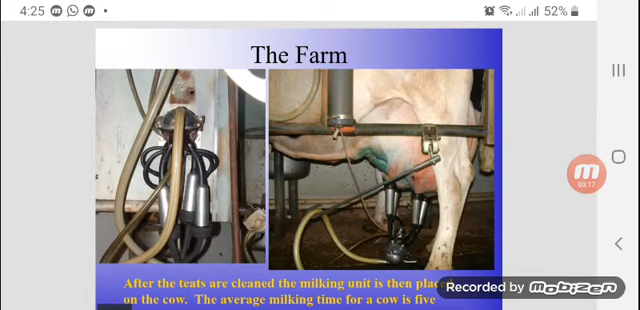 4:25
52%
The Farm
03:17
After the teats are cleaned the milking unit is then
on the cow. The average milking time for a cow is five
Recorded by
mobizen